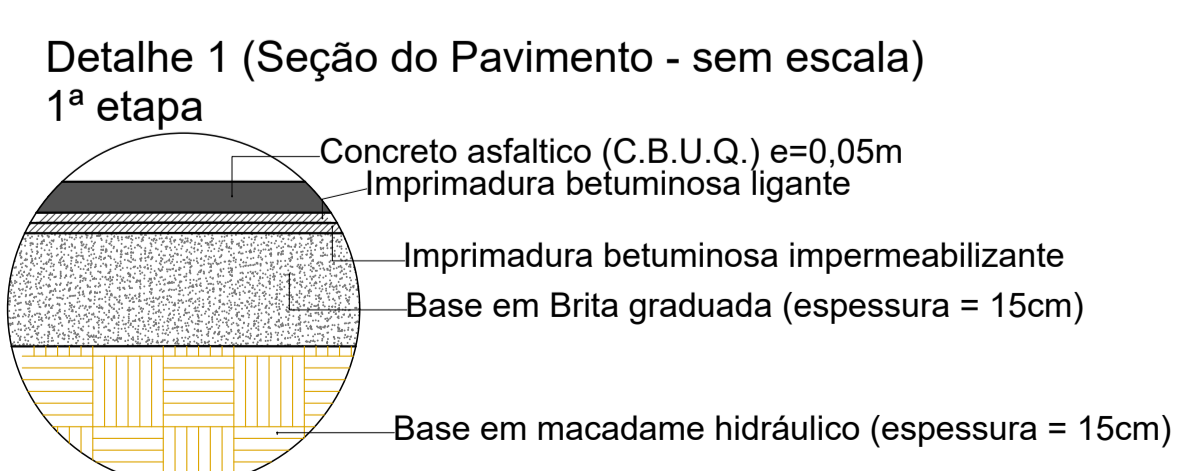 Detalhe 1 (Seção do Pavimento - sem escala)
1ª etapa
Concreto asfaltico (C.B.U.Q.) e=0,05m
Imprimadura betuminosa ligante
Imprimadura betuminosa impermeabilizante
Base em Brita graduada (espessura = 15cm)
Base em macadame hidráulico (espessura = 15cm)